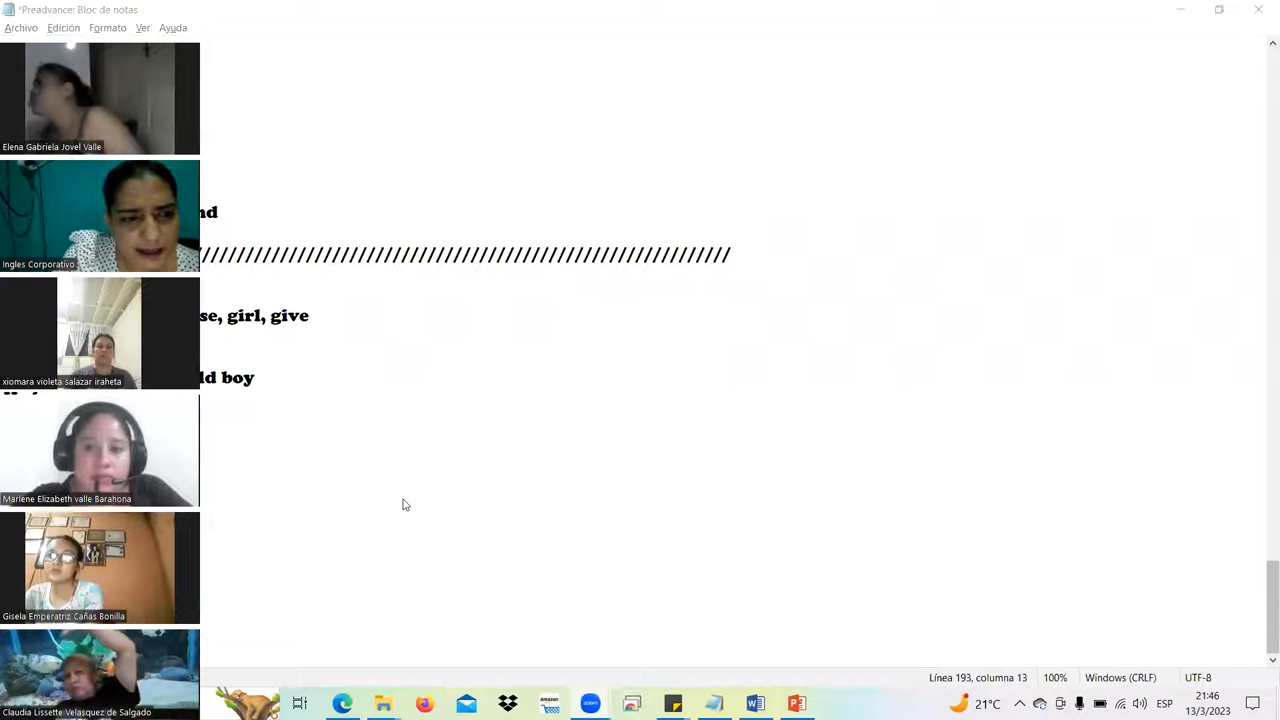 *Preadvance: Bloc de notas
Archivo Edición Formato Ver Ayuda
Elena Gabriela Jovel Valle
nd
Ingles Corporativo
////////////////////////////////////////////////////////////////
se, girl, give
xiomara violeta salazar iraheta
ld boy
Marlene Elizabeth valle Barahona
Gisela Emperatriz Cañas Bonilla
Claudia Lissette Velasquez de Salgado
Línea 193, columna 13 100% Windows (CRLF) UTF-8
amazon
zoom
21°C ESP 21:46
13/3/2023